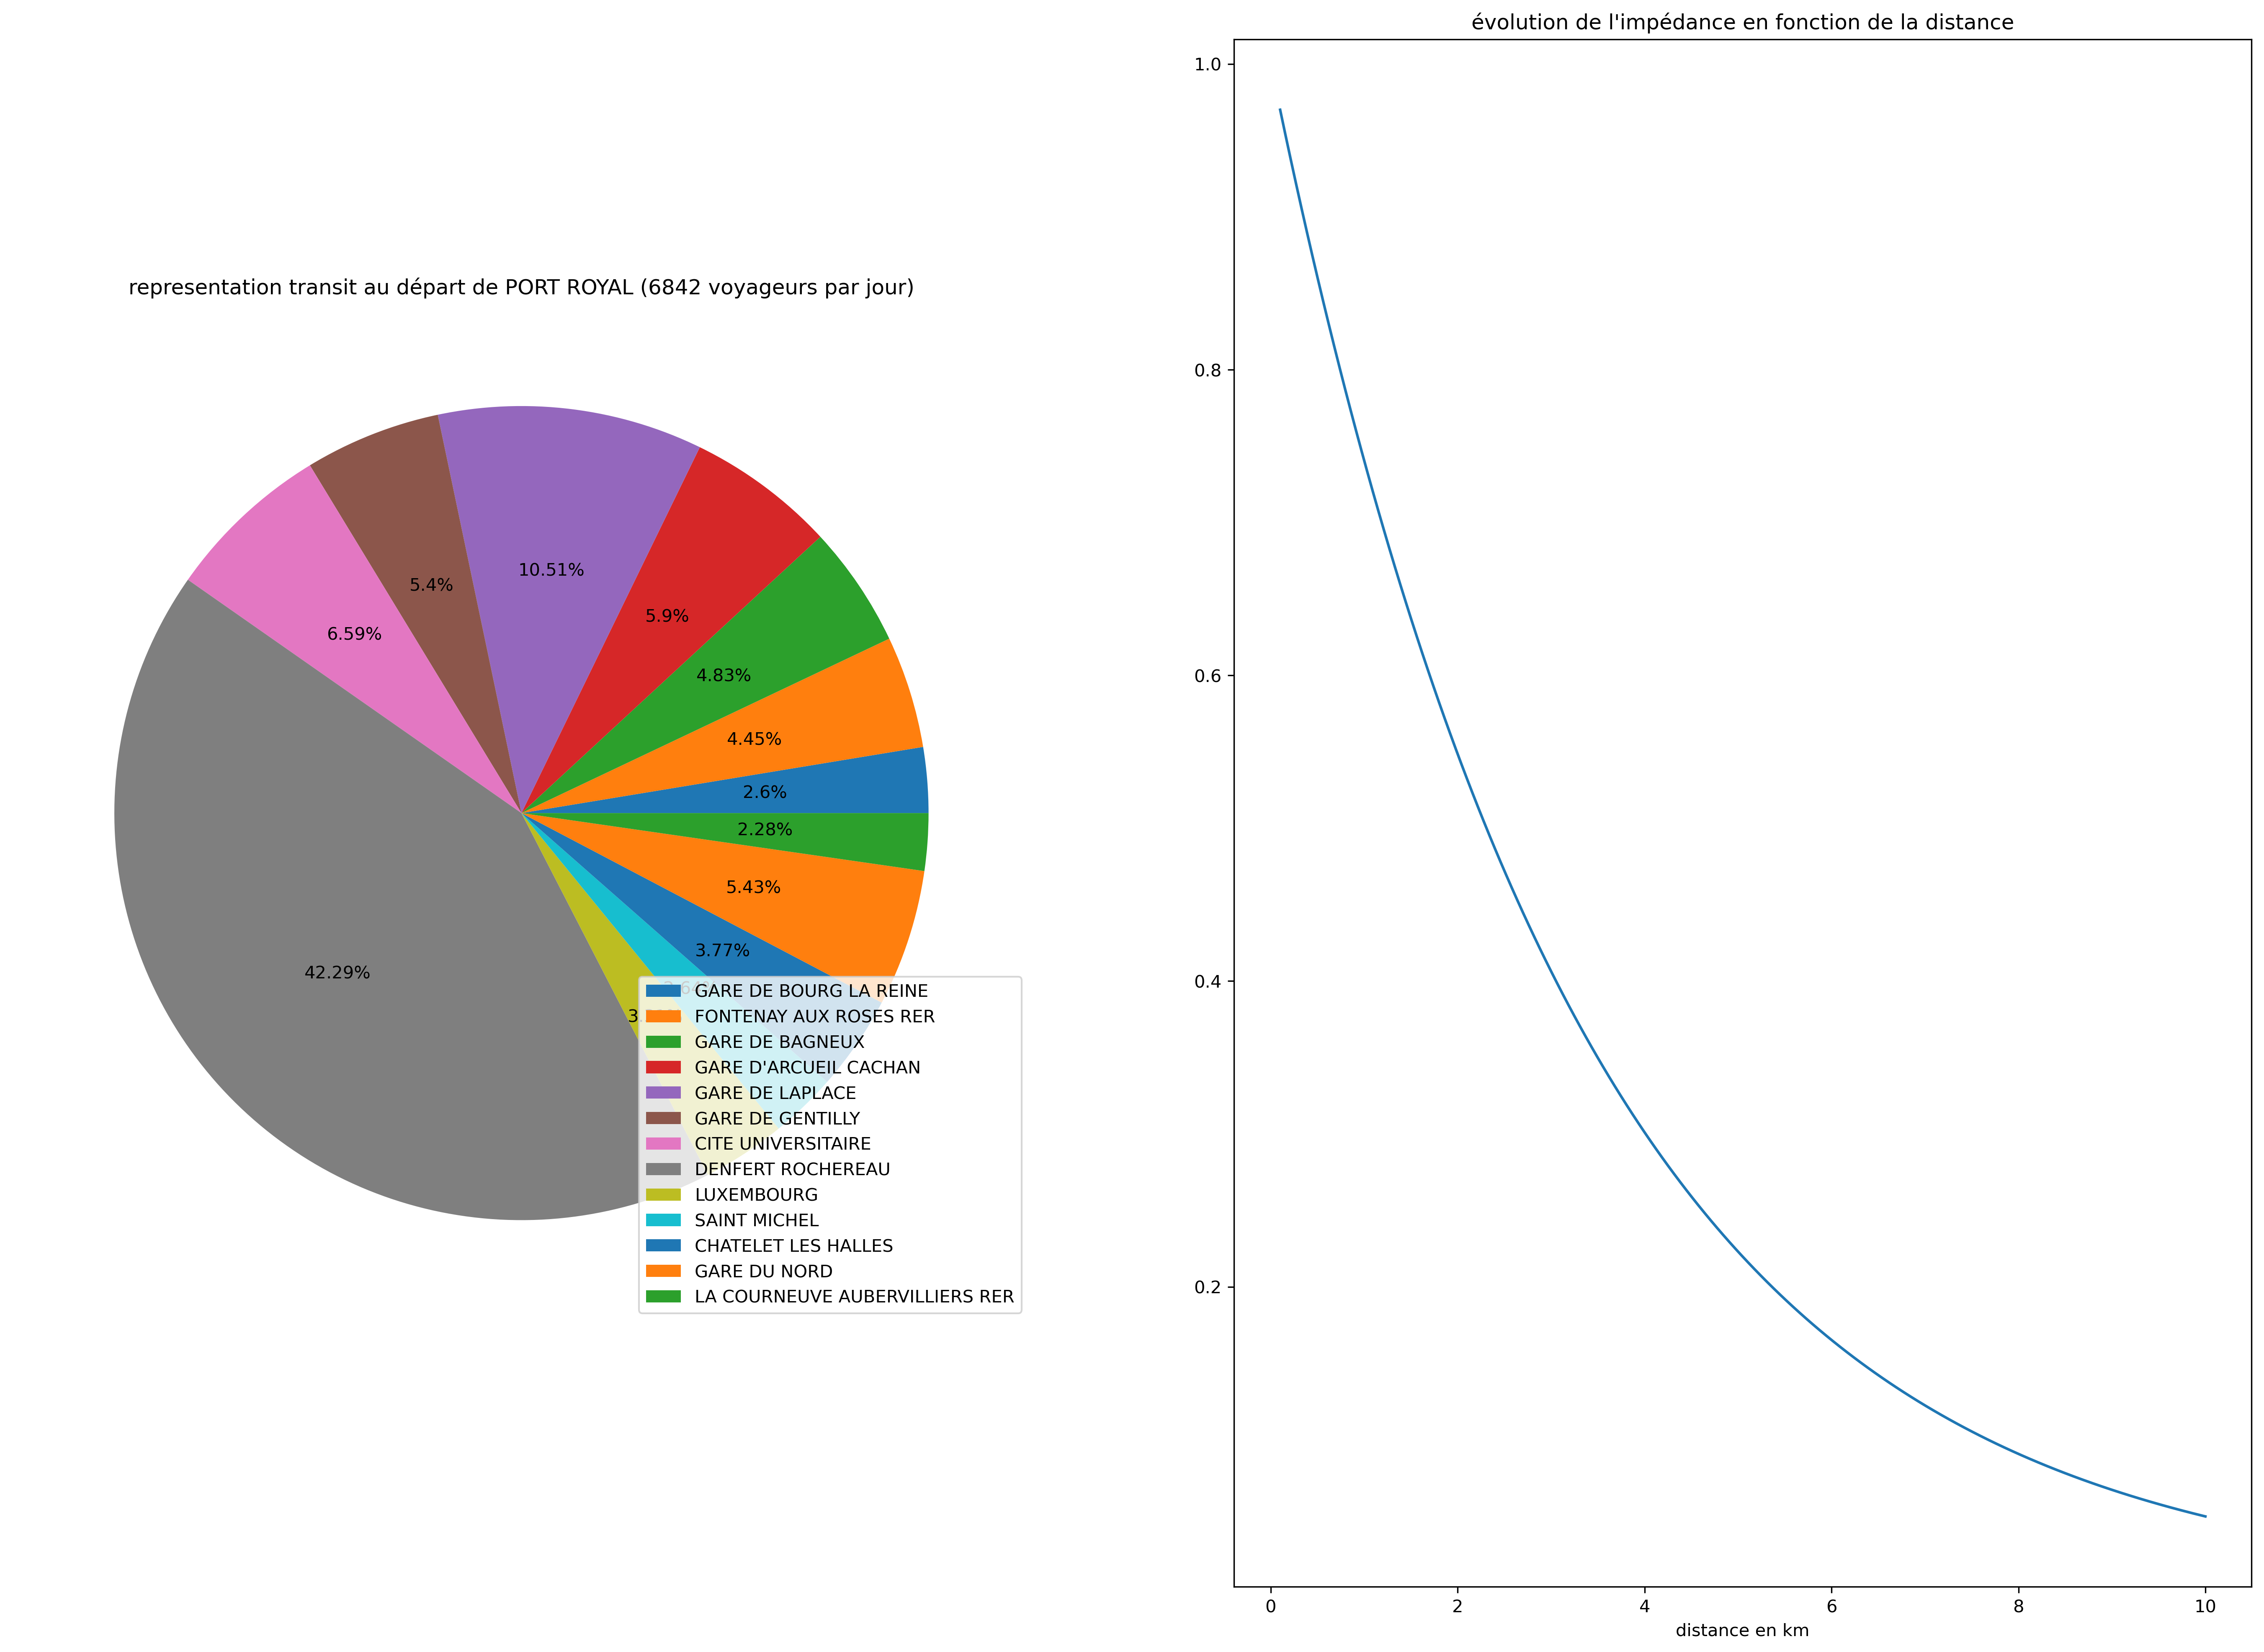 representation transit au départ de PORT ROYAL (6842 voyageurs par jour)
10.51%
5.4%
5.9%
6.59%
4.83%
4.45%
2.6%
2.28%
5.43%
3.77%
42.29%
GARE DE BOURG LA REINE
FONTENAY AUX ROSES RER
GARE DE BAGNEUX
GARE D'ARCUEIL CACHAN
GARE DE LAPLACE
GARE DE GENTILLY
CITE UNIVERSITAIRE
DENFERT ROCHEREAU
LUXEMBOURG
SAINT MICHEL
CHATELET LES HALLES
GARE DU NORD
LA COURNEUVE AUBERVILLIERS RER
évolution de l'impédance en fonction de la distance
1.0
0.8
0.6
0.4
0.2
0 2 4 6 8 10
distance en km